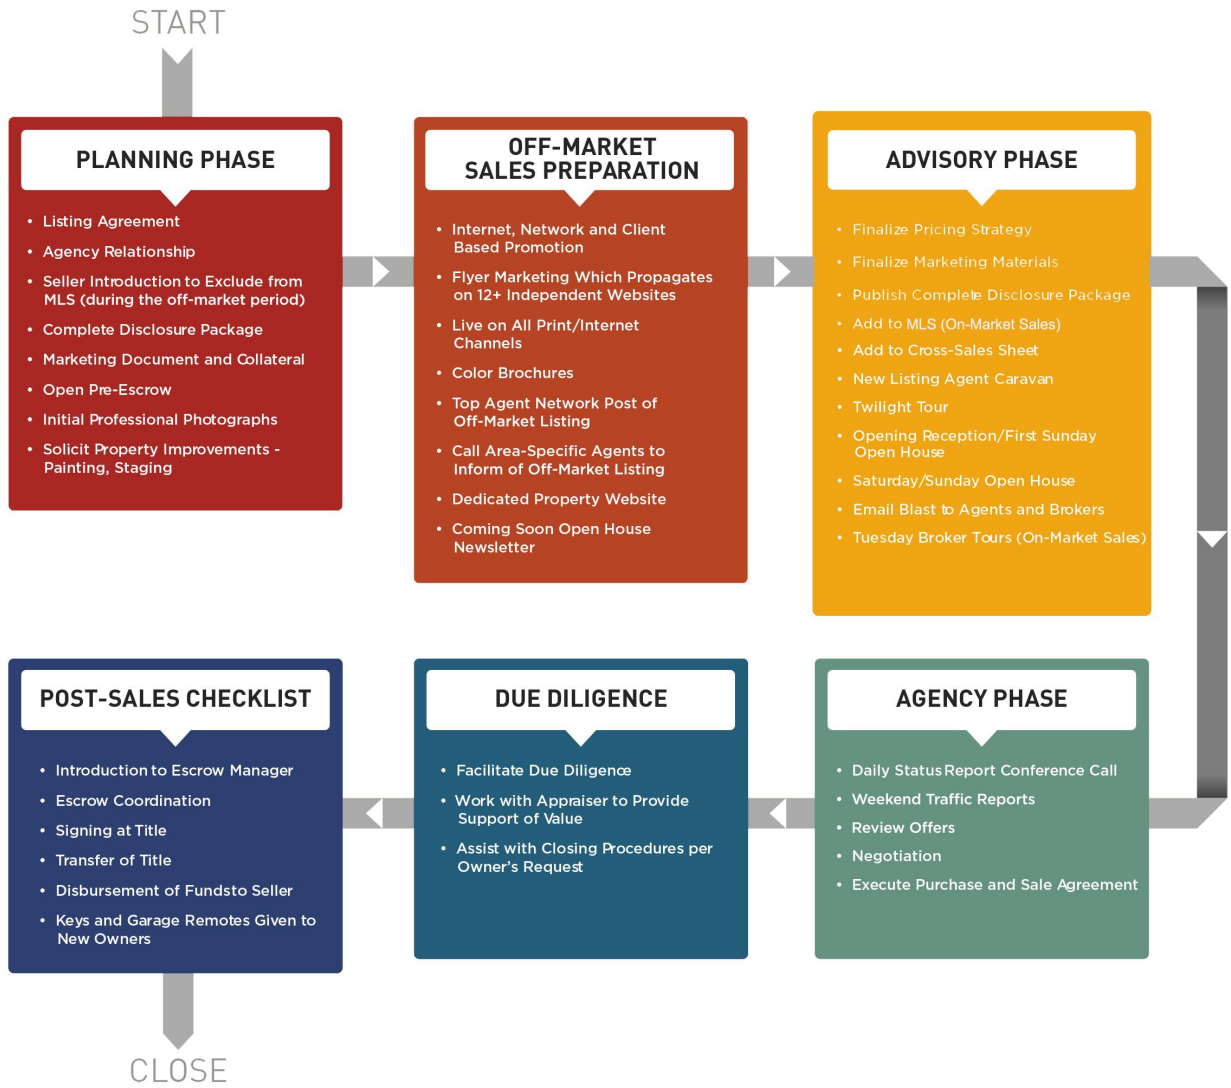 START
PLANNING PHASE
• Listing Agreement
• Agency Relationship
• Seller Introduction to Exclude from
MLS (during the off-market period)
• Complete Disclosure Package
• Marketing Document and Collateral
• Open Pre-Escrow
• Initial Professional Photographs
• Solicit Property Improvements -
Painting, Staging
OFF-MARKET
SALES PREPARATION
• Internet, Network and Client
Based Promotion
• Flyer Marketing Which Propagates
on 12+ Independent Websites
• Live on All Print/Internet
Channels
• Color Brochures
• Top Agent Network Post of
Off-Market Listing
• Call Area-Specific Agents to
Inform of Off-Market Listing
• Dedicated Property Website
• Coming Soon Open House
Newsletter
ADVISORY PHASE
• Finalize Pricing Strategy
• Finalize Marketing Materials
• Publish Complete Disclosure Package
• Add to MLS (On-Market Sales)
• Add to Cross-Sales Sheet
• New Listing Agent Caravan
• Twilight Tour
• Opening Reception/First Sunday
Open House
• Saturday/Sunday Open House
• Email Blast to Agents and Brokers
• Tuesday Broker Tours (On-Market Sales)
AGENCY PHASE
• Daily Status Report Conference Call
• Weekend Traffic Reports
• Review Offers
• Negotiation
• Execute Purchase and Sale Agreement
DUE DILIGENCE
• Facilitate Due Diligence
• Work with Appraiser to Provide
Support of Value
• Assist with Closing Procedures per
Owner's Request
POST-SALES CHECKLIST
• Introduction to Escrow Manager
• Escrow Coordination
• Signing at Title
• Transfer of Title
• Disbursement of Fundsto Seller
• Keys and Garage Remotes Given to
New Owners
CLOSE